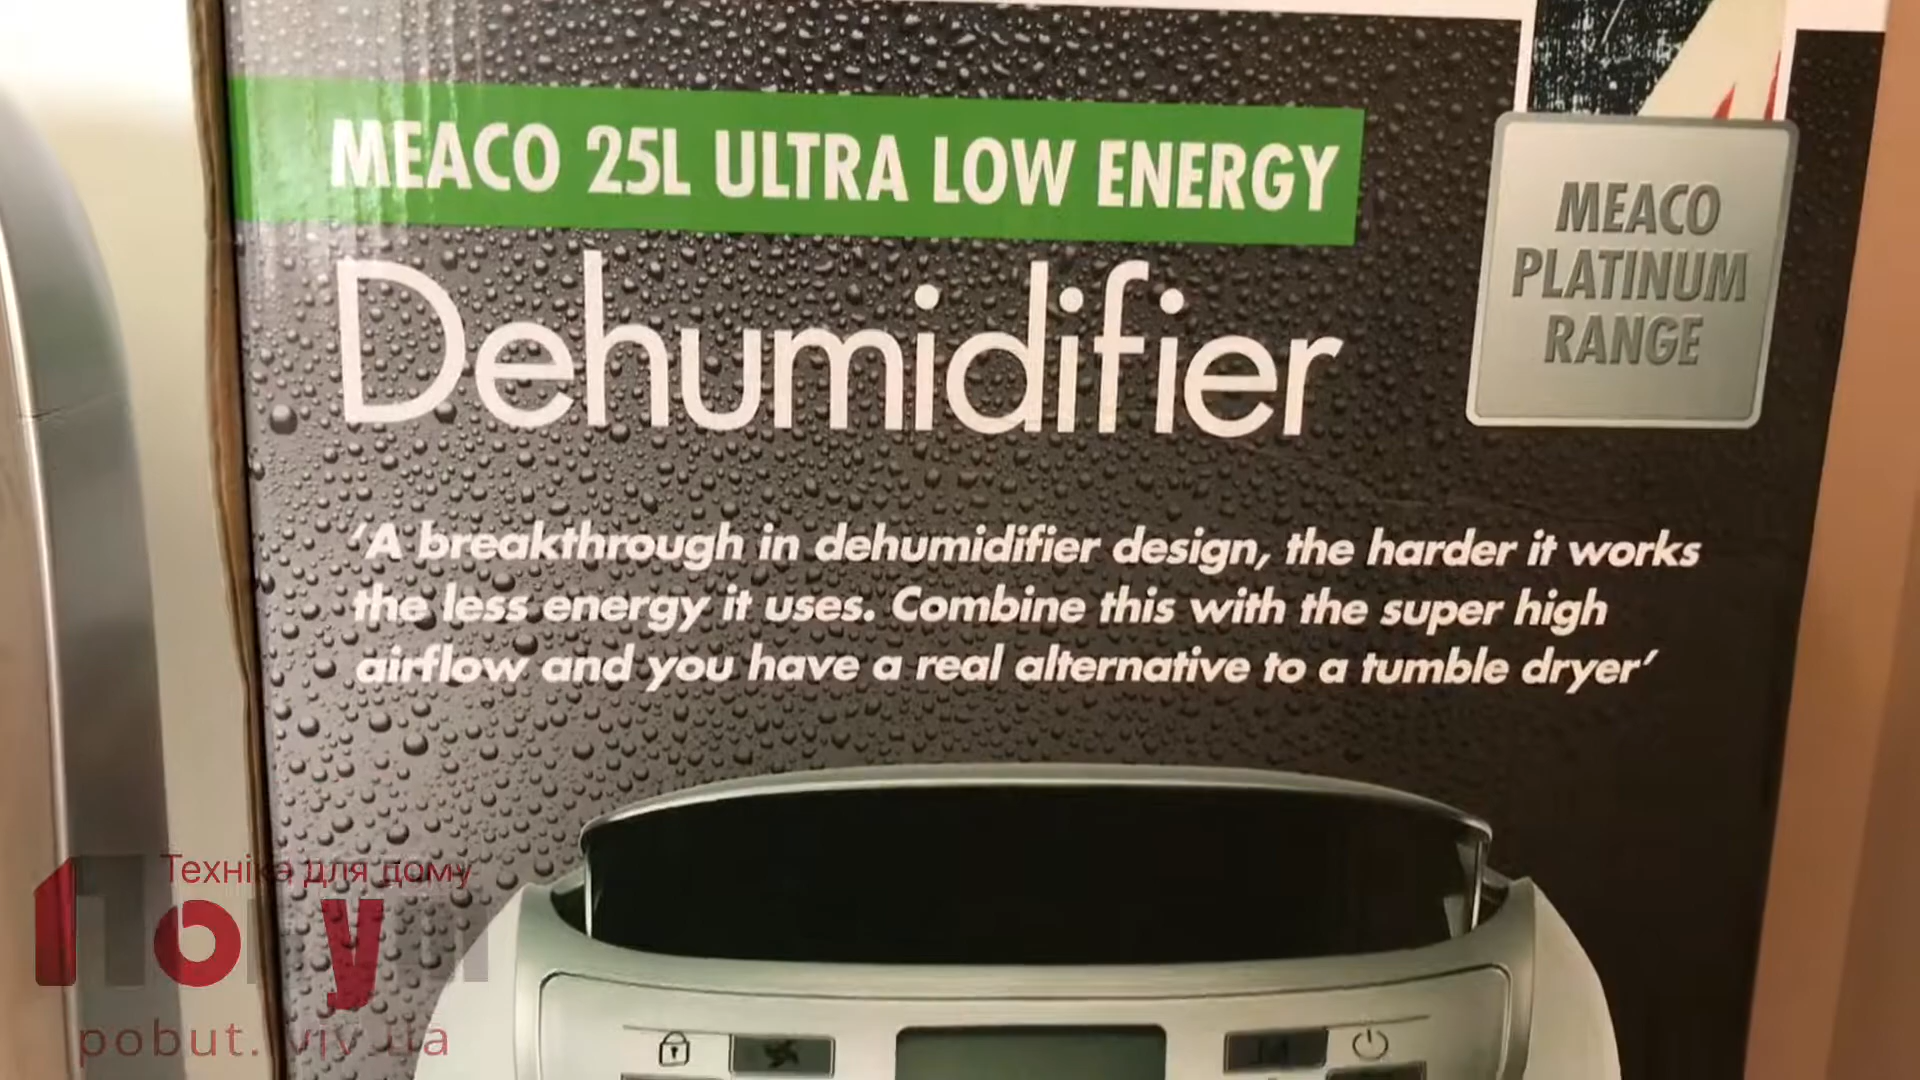 MEACO 25L ULTRA LOW ENERGY
Dehumidifier
MEACO
PLATINUM
RANGE
'A breakthrough in dehumidifier design, the harder it works
the less energy it uses. Combine this with the super high
airflow and you have a real alternative to a tumble dryer'
Техніка для дому
pobut.lviv.ua